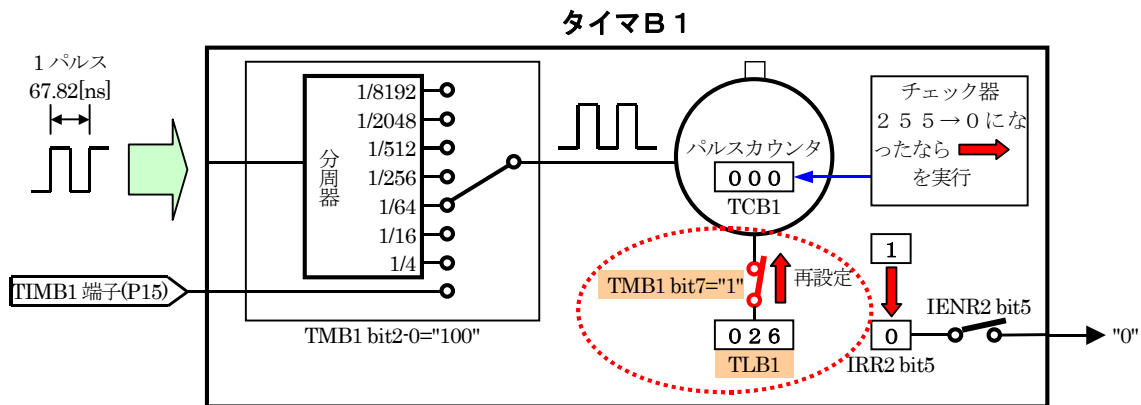 タイマB1
1パルス
67.82[ns]
分周器
1/8192
1/2048
1/512
1/256
1/64
1/16
1/4
TIMB1 端子(P15)
TMB1 bit2-0="100"
パルスカウンタ
000
TCB1
チェック器
255→0にな
ったなら
を実行
TMB1 bit7="1"
再設定
026
TLB1
1
0
IRR2 bit5
IENR2 bit5
"0"